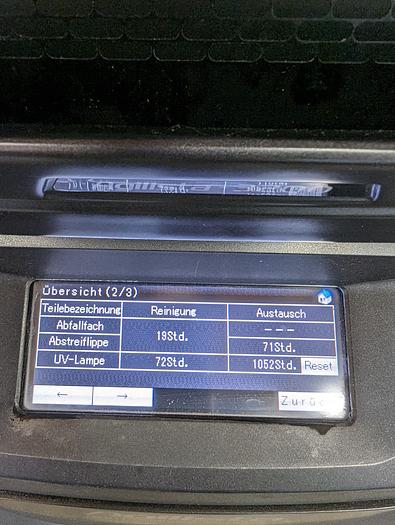 Übersicht(2/3)
Teilebezeichnung Reinigung Austausch
Abfallfach ---
19Std.
Abstreiflippe 71Std.
UV-Lampe 72Std. 1052Std. Reset
← → Zurück